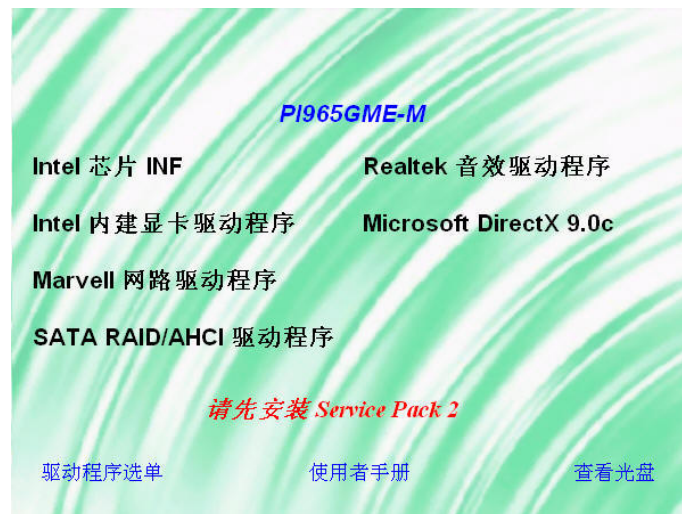 PI965GME-M
Intel 芯片 INF
Realtek 音效驱动程序
Intel 内建显卡驱动程序
Microsoft DirectX 9.0c
Marvell 网路驱动程序
SATA RAID/AHCI 驱动程序
请先安装 Service Pack 2
驱动程序选单
使用者手册
查看光盘